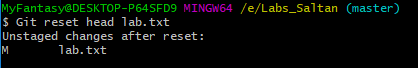 MyFantasy@DESKTOP-P64SFD9 MINGW64 /e/Labs_Saltan (master)
$ Git reset head lab.txt
Unstaged changes after reset:
M       lab.txt